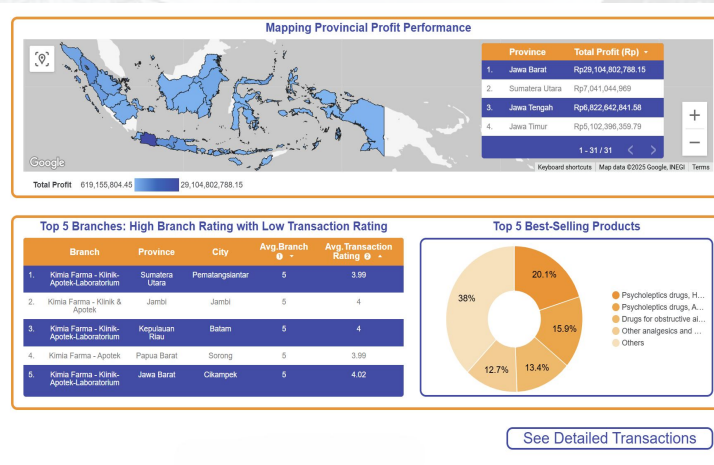 Mapping Provincial Profit Performance
Province Total Profit (Rp)
1. Jawa Barat Rp29,104,802,788.15
2. Sumatera Utara Rp7,041,044,969
3. Jawa Tengah Rp6,822,642,841.58
4. Jawa Timur Rp5,102,396,359.79
1 - 31 / 31
Google
Keyboard shortcuts Map data ©2025 Google, INEGI Terms
Total Profit 619,155,804.45 29,104,802,788.15
Top 5 Branches: High Branch Rating with Low Transaction Rating
Branch Province City Avg.Branch Avg.Transaction
Rating
1. Kimia Farma - Klinik-Apotek-Laboratorium Sumatera Utara Pematangsiantar 5 3.99
2. Kimia Farma - Klinik & Apotek Jambi Jambi 5 4
3. Kimia Farma - Klinik-Apotek-Laboratorium Kepulauan Riau Batam 5 4
4. Kimia Farma - Apotek Papua Barat Sorong 5 3.99
5. Kimia Farma - Klinik-Apotek-Laboratorium Jawa Barat Cikampek 5 4.02
Top 5 Best-Selling Products
20.1%
15.9%
13.4%
12.7%
38%
Psycholeptics drugs, H...
Psycholeptics drugs, A...
Drugs for obstructive ai...
Other analgesics and ...
Others
See Detailed Transactions